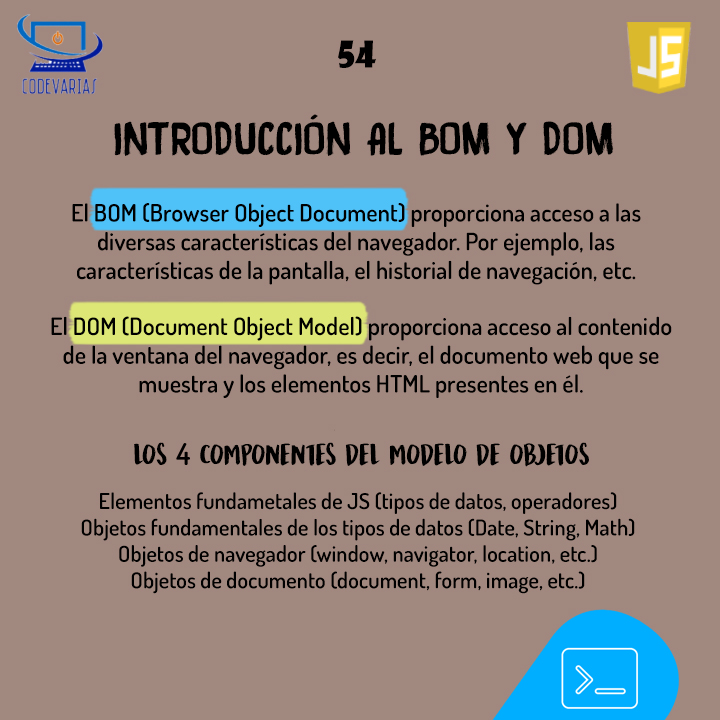 CODEVARIAS
54
JS
INTRODUCCIÓN AL BOM Y DOM
El BOM (Browser Object Document) proporciona acceso a las
diversas características del navegador. Por ejemplo, las
características de la pantalla, el historial de navegación, etc.
El DOM (Document Object Model) proporciona acceso al contenido
de la ventana del navegador, es decir, el documento web que se
muestra y los elementos HTML presentes en él.
LOS 4 COMPONENTES DEL MODELO DE OBJETOS
Elementos fundametales de JS (tipos de datos, operadores)
Objetos fundamentales de los tipos de datos (Date, String, Math)
Objetos de navegador (window, navigator, location, etc.)
Objetos de documento (document, form, image, etc.)